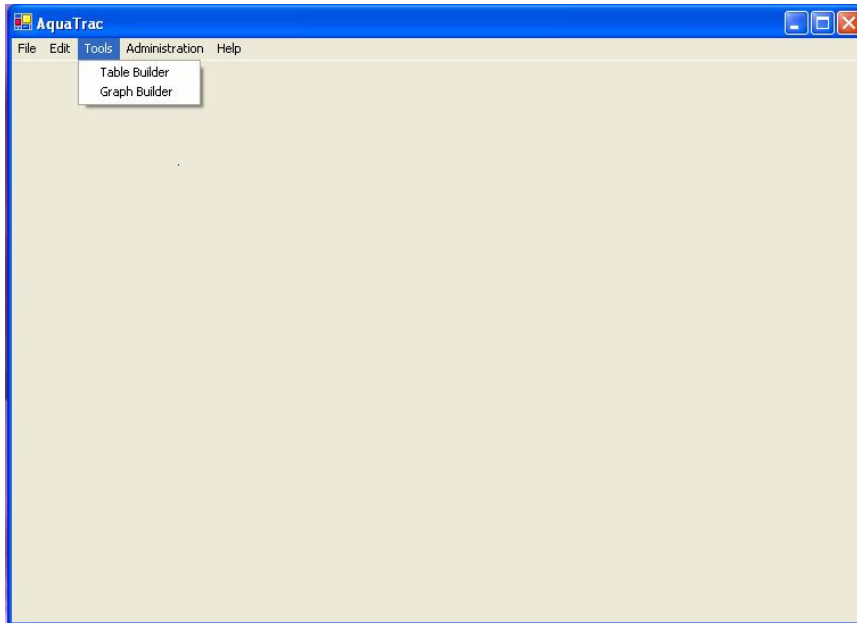 AquaTrac
File Edit Tools Administration Help
Table Builder
Graph Builder